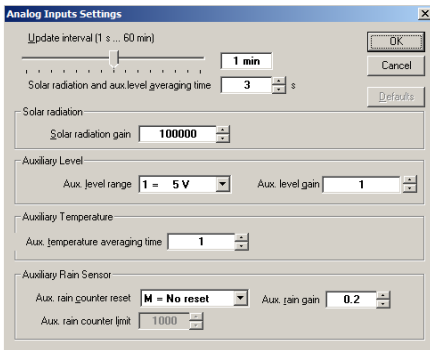 Analog Inputs Settings
Update interval (1 s ... 60 min)
1 min
OK
Cancel
Defaults
Solar radiation and aux.level averaging time 3 s
Solar radiation
Solar radiation gain 100000
Auxiliary Level
Aux. level range 1 = 5 V Aux. level gain 1
Auxiliary Temperature
Aux. temperature averaging time 1
Auxiliary Rain Sensor
Aux. rain counter reset M = No reset Aux. rain gain 0.2
Aux. rain counter limit 1000